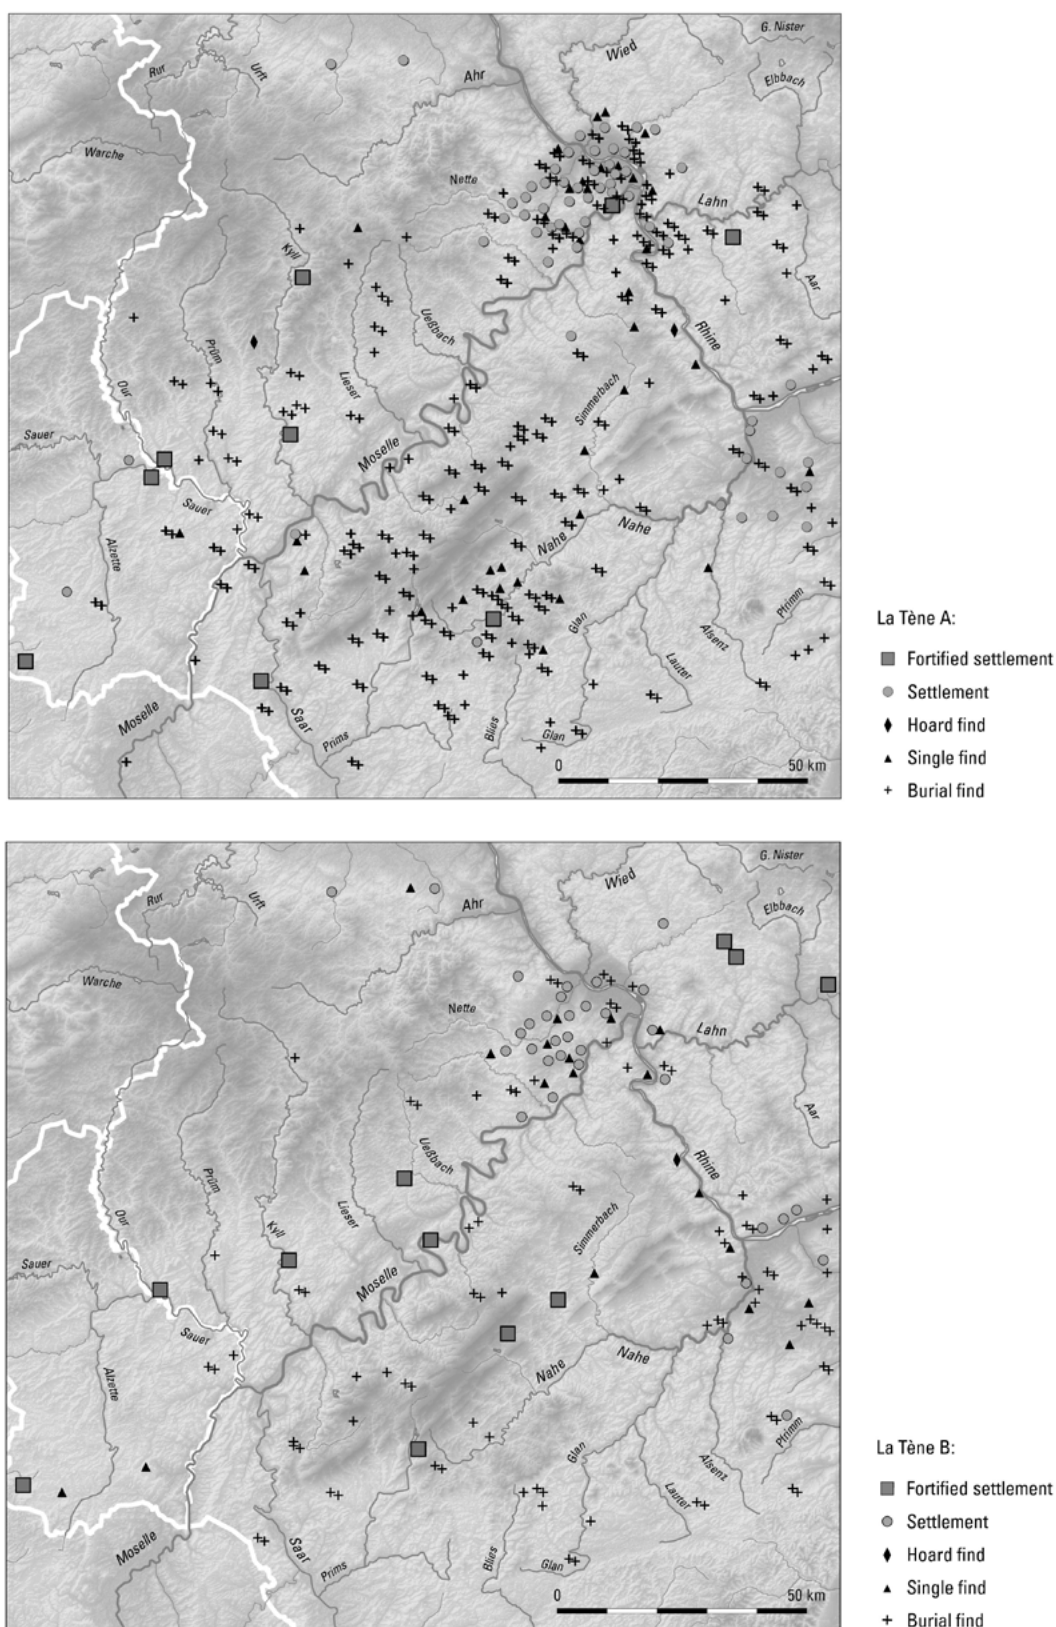 G. Nister
Wied
Rur
Urft
Ahr
Elbbach
Warche
Nette
Lahn
Kyll
Aar
Ueßbach
Rhine
Prüm
Our
Lieser
Simmerbach
Moselle
Sauer
Sauer
Nahe
Nahe
Alzette
Glan
Pfrimm
Alsenz
Lauter
Moselle
Saar
Prims
Blies
Glan
0 50 km
La Tène A:
Fortified settlement
Settlement
Hoard find
Single find
Burial find
G. Nister
Wied
Rur
Urft
Ahr
Elbbach
Warche
Nette
Lahn
Aar
Ueßbach
Rhine
Prüm
Our
Lieser
Kyll
Simmerbach
Moselle
Sauer
Sauer
Nahe
Nahe
Alzette
Glan
Pfrimm
Alsenz
Lauter
Moselle
Saar
Prims
Blies
Glan
0 50 km
La Tène B:
Fortified settlement
Settlement
Hoard find
Single find
Burial find